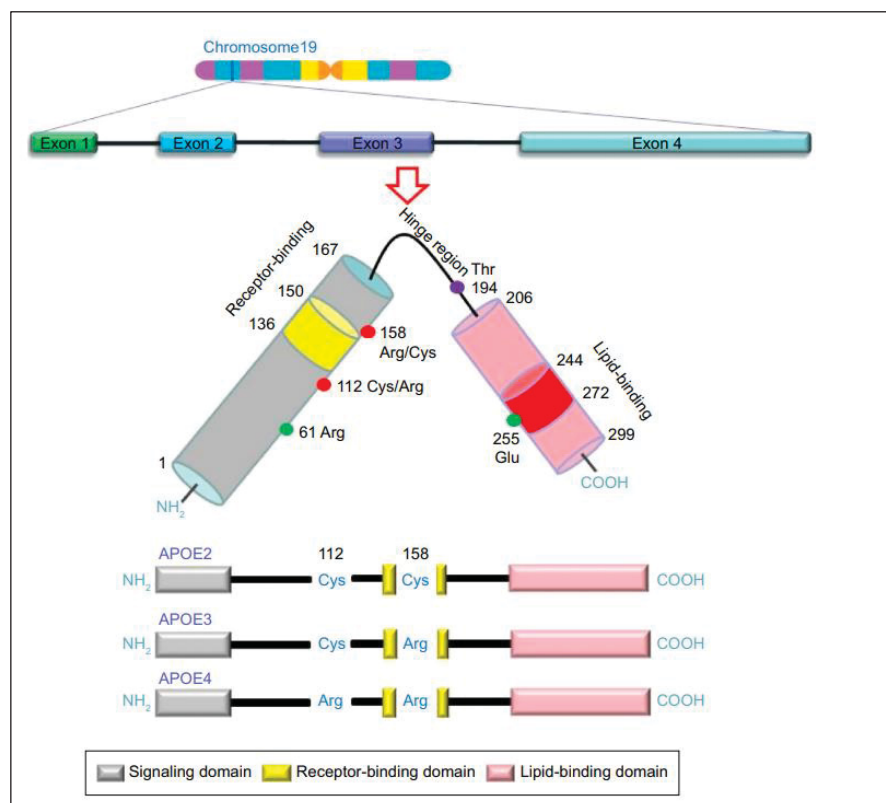 Chromosome19
Exon 1 Exon 2 Exon 3 Exon 4
Receptor-binding
Hinge region
167
150
136
Thr
194
206
158
Arg/Cys
112 Cys/Arg
61 Arg
1
NH2
Lipid-binding
244
272
255
Glu
299
COOH
APOE2 112 158
NH2 Cys Cys COOH
APOE3
NH2 Cys Arg COOH
APOE4
NH2 Arg Arg COOH
Signaling domain Receptor-binding domain Lipid-binding domain